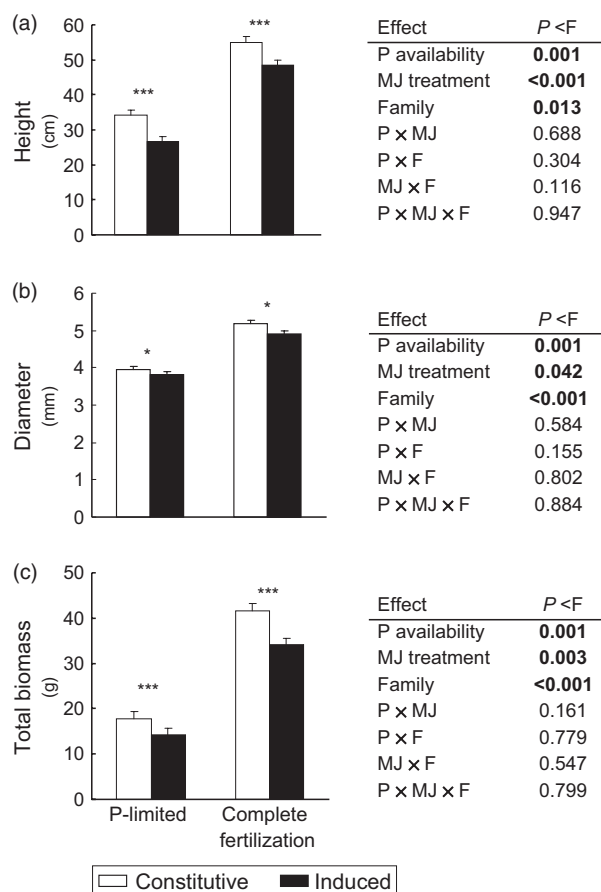 (a)
***
***
60
50
40
30
20
10
0
Height
(cm)
Effect P <F
P availability 0.001
MJ treatment <0.001
Family 0.013
P × MJ 0.688
P × F 0.304
MJ × F 0.116
P × MJ × F 0.947
(b)
*
*
6
5
4
3
2
1
0
Diameter
(mm)
Effect P <F
P availability 0.001
MJ treatment 0.042
Family <0.001
P × MJ 0.584
P × F 0.155
MJ × F 0.802
P × MJ × F 0.884
(c)
***
***
50
40
30
20
10
0
Total biomass
(g)
P-limited Complete
fertilization
Effect P <F
P availability 0.001
MJ treatment 0.003
Family <0.001
P × MJ 0.161
P × F 0.779
MJ × F 0.547
P × MJ × F 0.799
Constitutive Induced